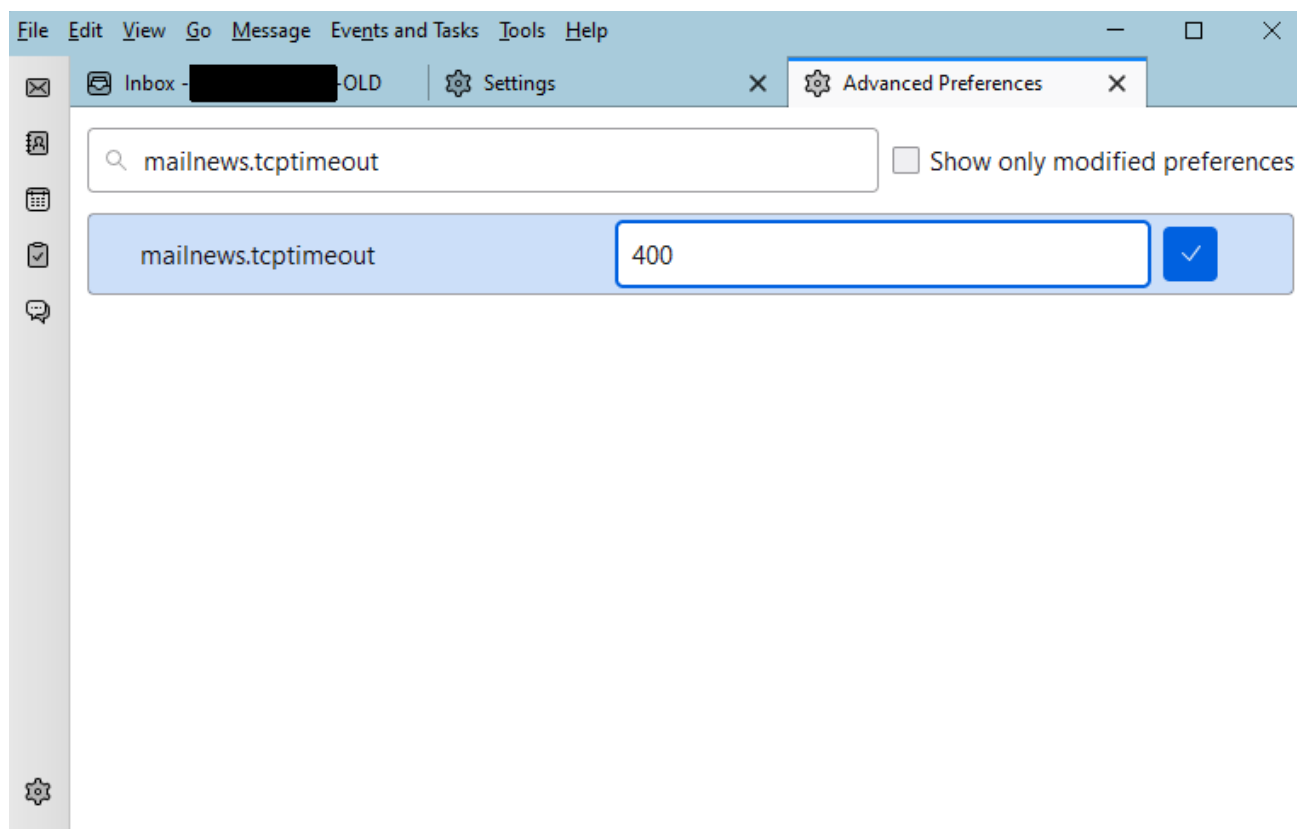 File Edit View Go Message Events and Tasks Tools Help
Inbox - -OLD Settings Advanced Preferences
mailnews.tcptimeout Show only modified preferences
mailnews.tcptimeout 400